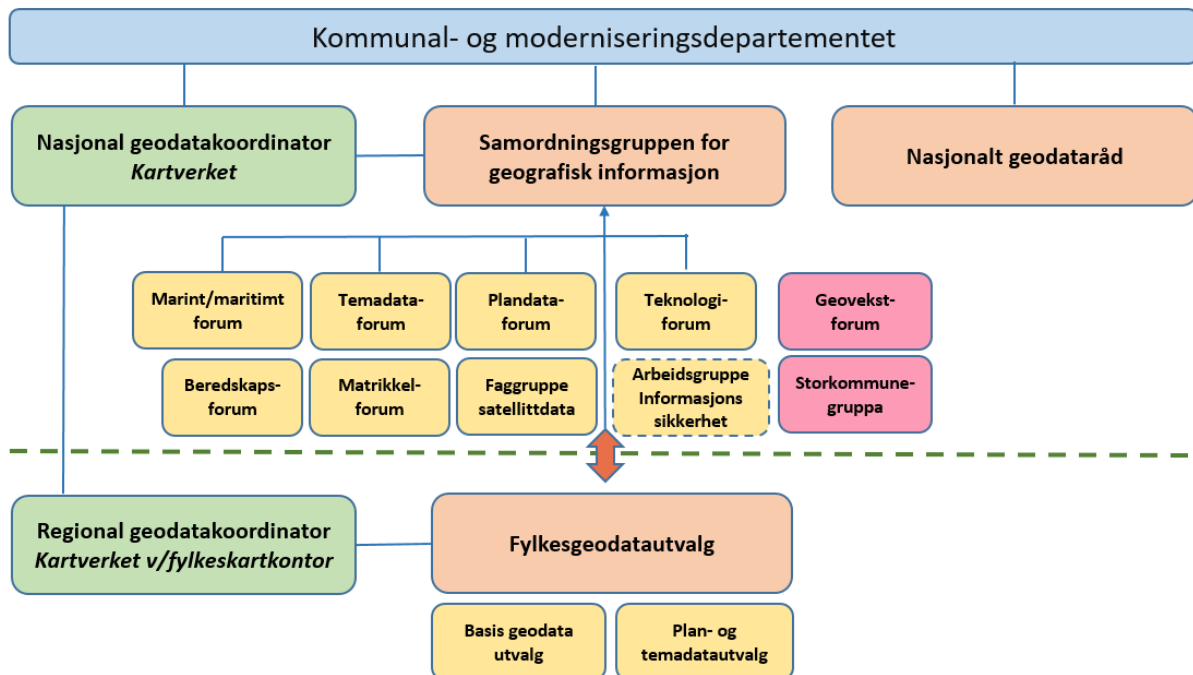 Kommunal- og moderniseringsdepartementet
Nasjonal geodatakoordinator
Kartverket
Samordningsgruppen for
geografisk informasjon
Nasjonalt geodataråd
Marint/maritimt
forum
Temadata-
forum
Plandata-
forum
Teknologi-
forum
Geovekst-
forum
Beredskaps-
forum
Matrikkel-
forum
Faggruppe
satellittdata
Arbeidsgruppe
Informasjons
sikkerhet
Storkommune-
gruppa
Regional geodatakoordinator
Kartverket v/fylkeskartkontor
Fylkesgeodatautvalg
Basis geodata
utvalg
Plan- og
temadatautvalg